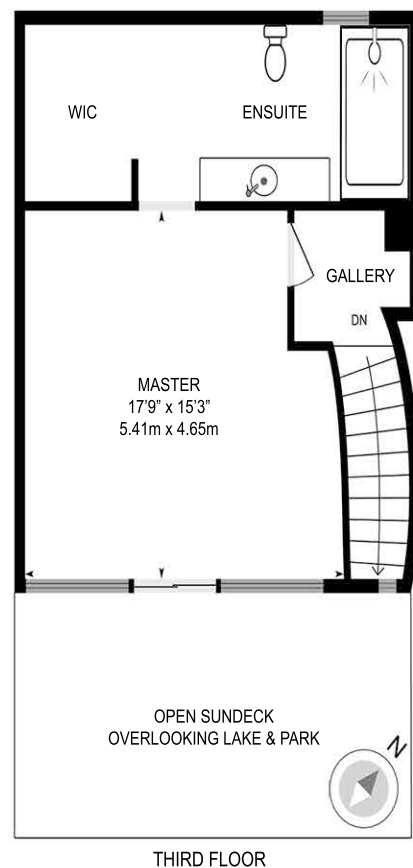 WIC
ENSUITE
GALLERY
DN
MASTER
17'9" x 15'3"
5.41m x 4.65m
OPEN SUNDECK
OVERLOOKING LAKE & PARK
N
THIRD FLOOR